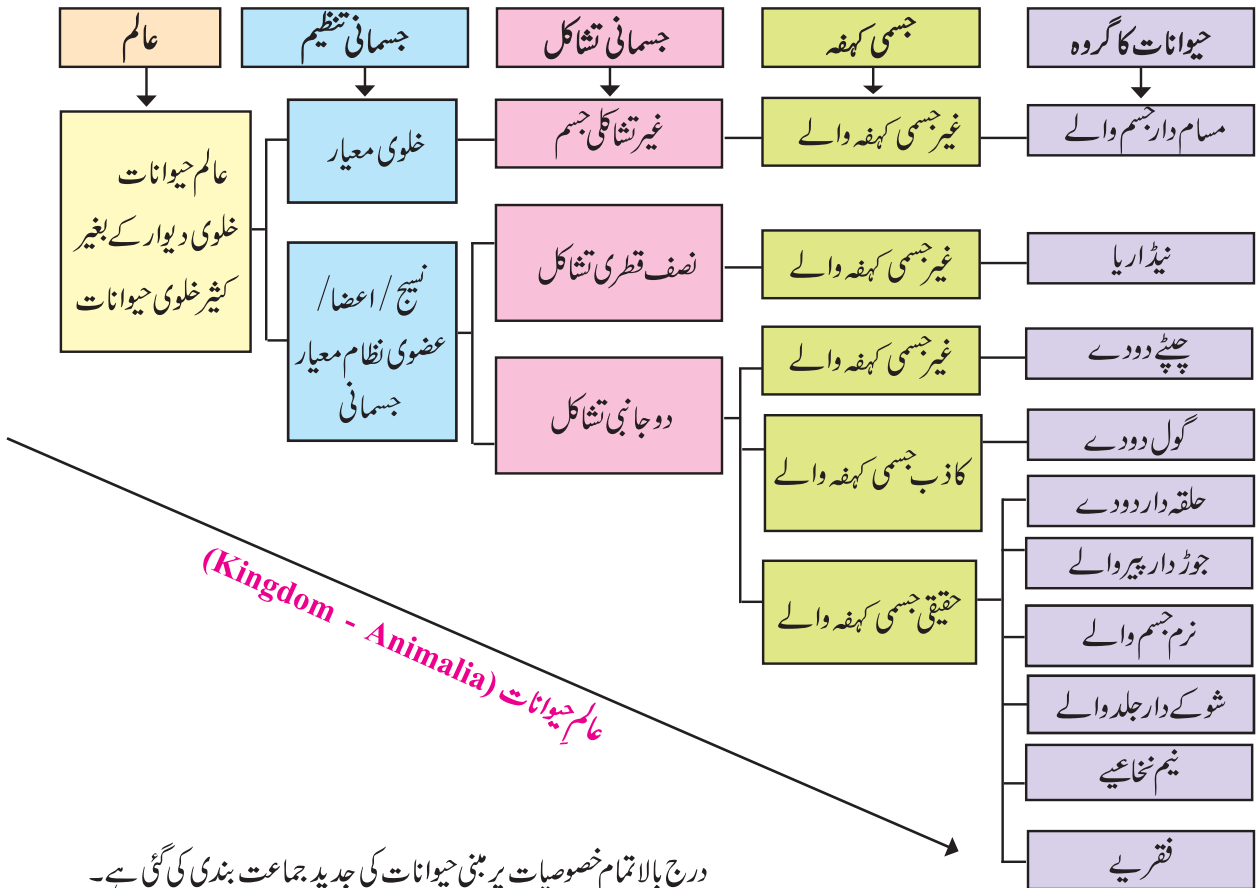 عالم
جسمانی تنظیم
جسمانی تشاکل
جسمی کہفہ
حیوانات کا گروہ
عالم حیوانات
خلوی دیوار کے بغیر
کثیر خلوی حیوانات
خلوی معیار
نسیج / اعضا /
عضوی نظام معیار
جسمانی
غیر تشاکلی جسم
نصف قطری تشاکل
دو جانبی تشاکل
غیر جسمی کہفہ والے
غیر جسمی کہفہ والے
غیر جسمی کہفہ والے
کاذب جسمی کہفہ والے
حقیقی جسمی کہفہ والے
مسام دار جسم والے
نیڈاریا
چپٹے دودے
گول دودے
حلقہ دار دودے
جوڑ دار پیر والے
نرم جسم والے
شوکے دار جلد والے
نیم نخاعیے
فقریے
عالمِ حیوانات (Kingdom - Animalia)
درج بالا تمام خصوصیات پر مبنی حیوانات کی جدید جماعت بندی کی گئی ہے۔